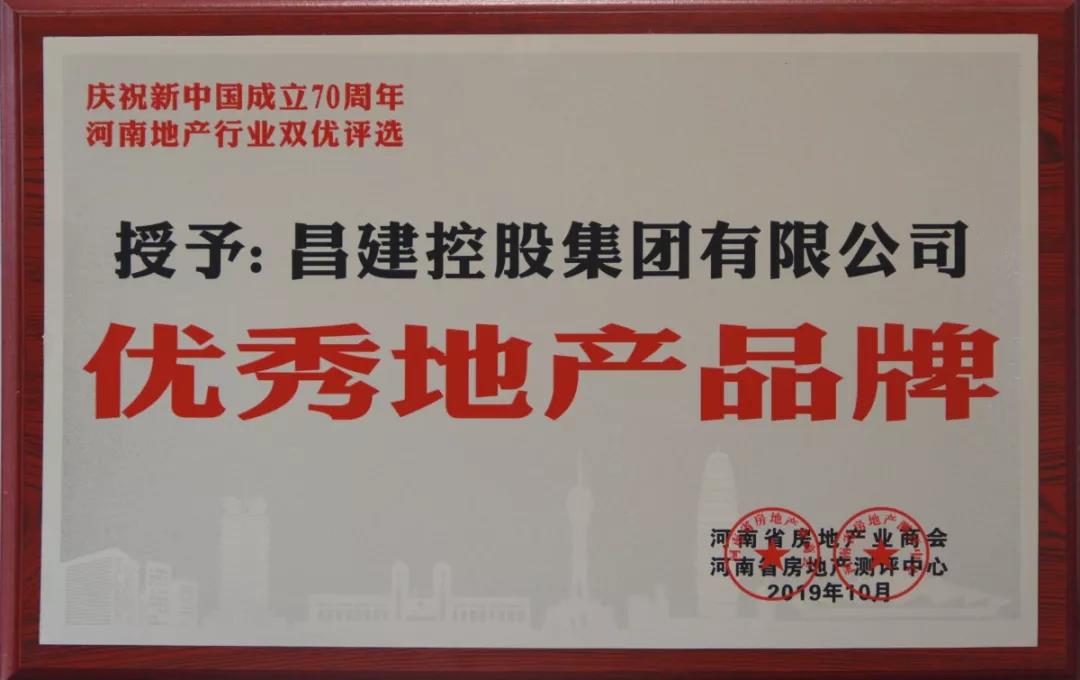 庆祝新中国成立70周年
河南地产行业双优评选
授予: 昌建控股集团有限公司
优秀地产品牌
河南省房地产业商会
河南省房地产测评中心
2019年10月